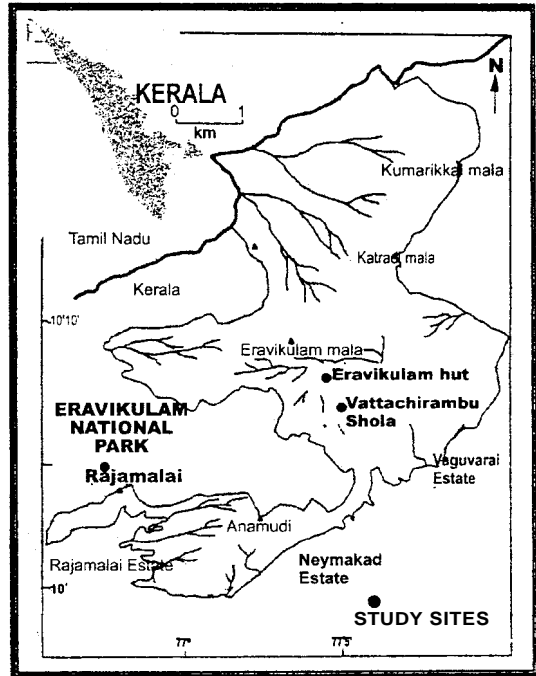 KERALA
0 1
km
N
Kumarikkal mala
Tamil Nadu
Katradi mala
Kerala
10°10'
Eravikulam mala
Eravikulam hut
ERAVIKULAM
NATIONAL
PARK
Vattachirambu
Shola
Rajamalai
Vaguvarai
Estate
Anamudi
Rajamalai Estate
Neymakad
Estate
10'
STUDY SITES
77°
77°5'